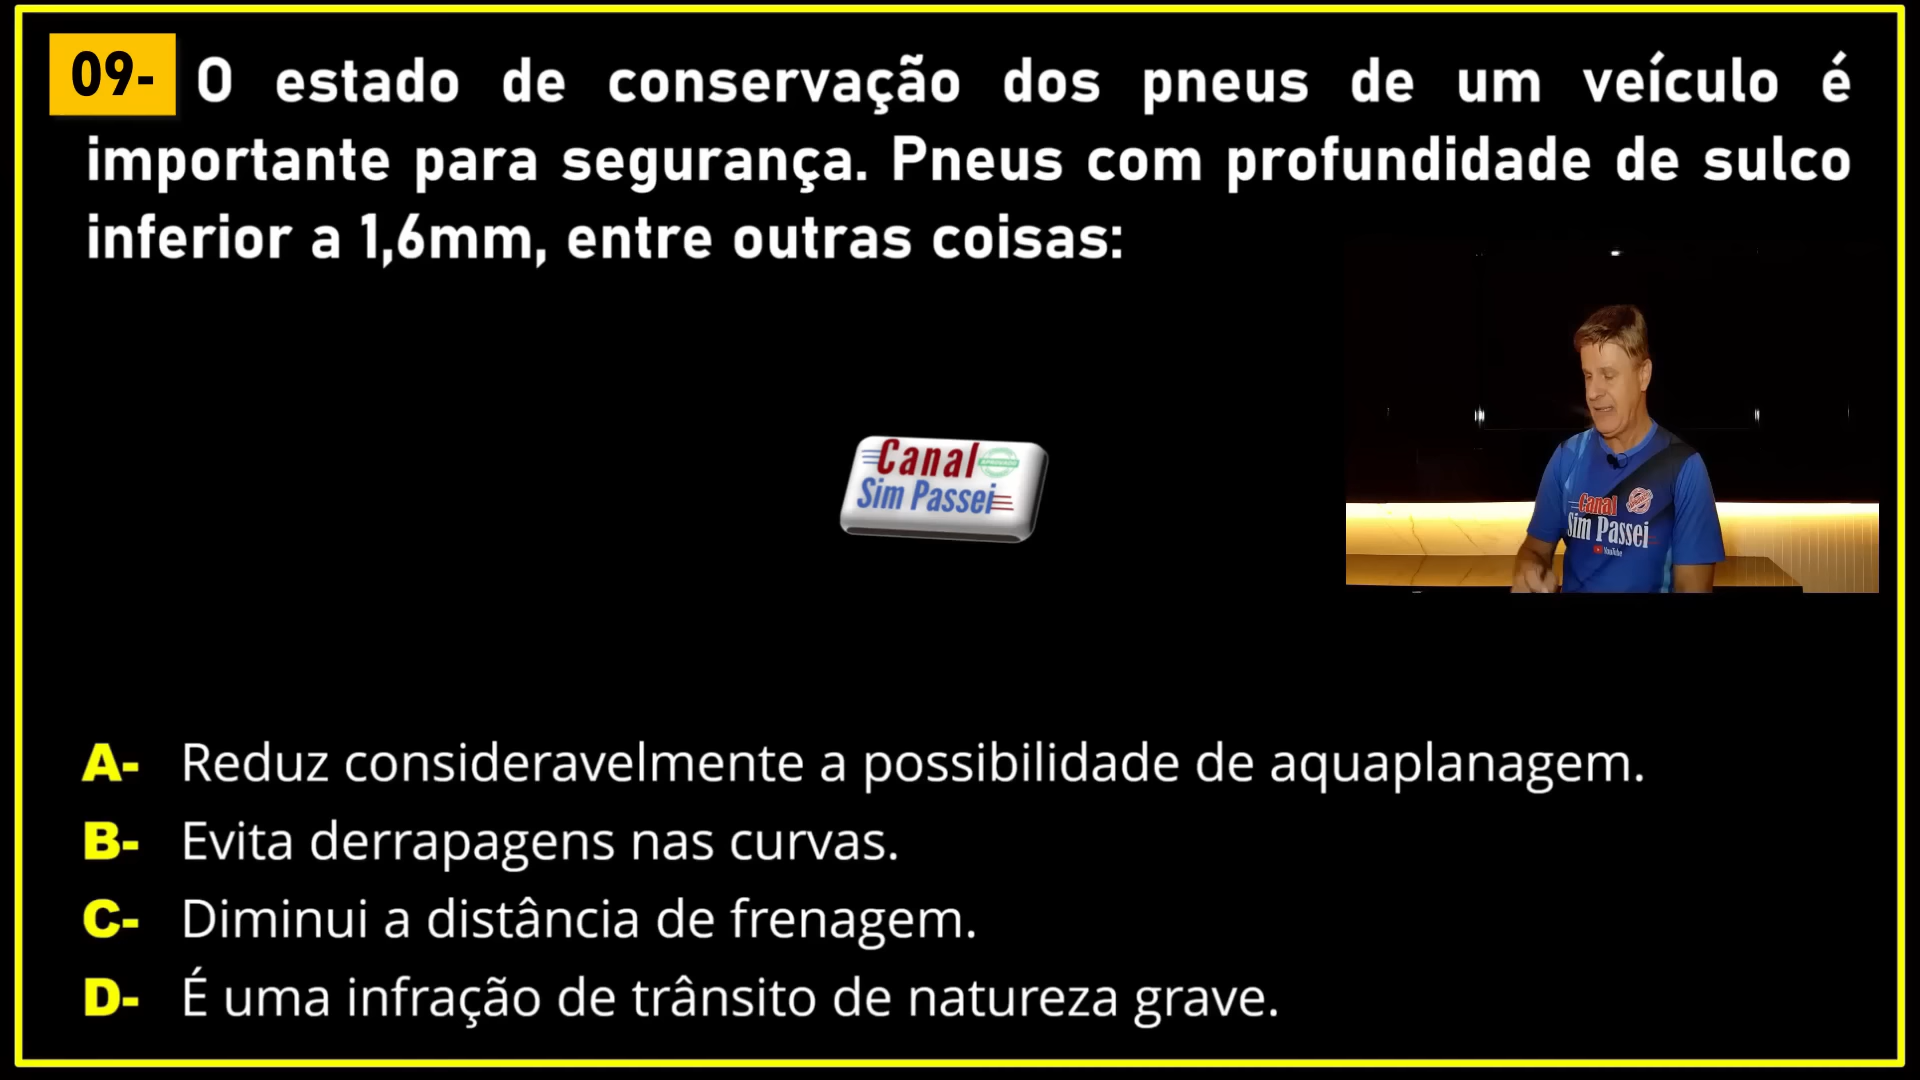 09- O estado de conservação dos pneus de um veículo é
importante para segurança. Pneus com profundidade de sulco
inferior a 1,6mm, entre outras coisas:
Canal
APROVADO
Sim Passei
Canal
Sim Passei
YouTube
A- Reduz consideravelmente a possibilidade de aquaplanagem.
B- Evita derrapagens nas curvas.
C- Diminui a distância de frenagem.
D- É uma infração de trânsito de natureza grave.